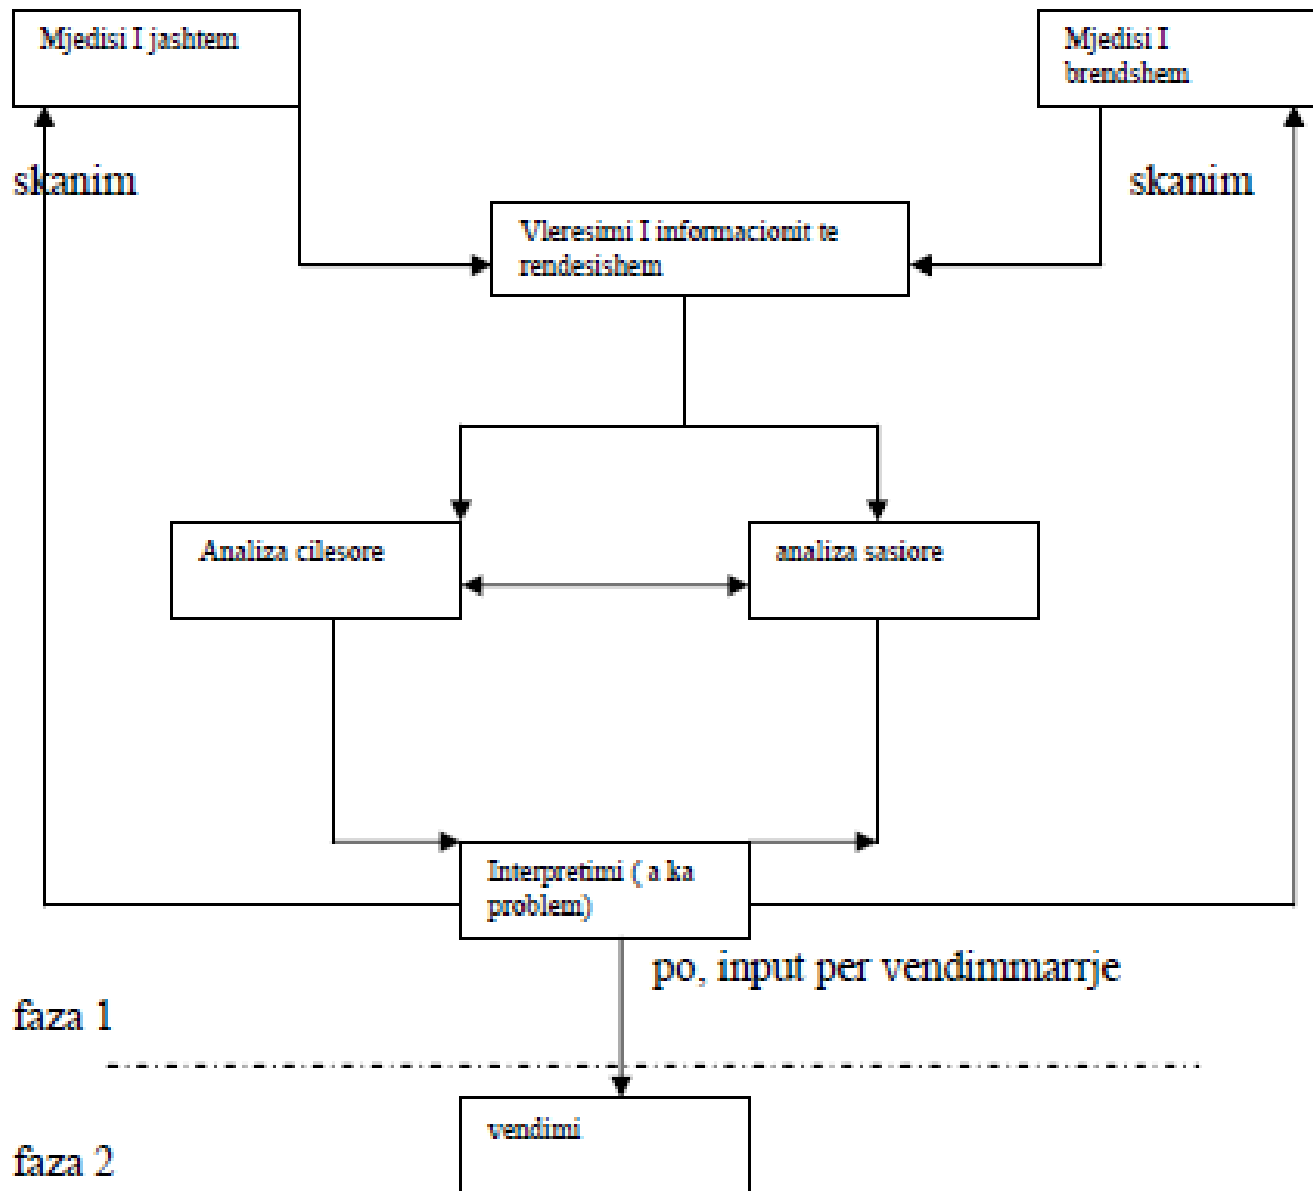 Mjedisi I jashtem
Mjedisi I
brendshem
skanim
skanim
Vleresimi I informacionit te
rendesishem
Analiza cilesore
analiza sasiore
Interpretimi ( a ka
problem)
po, input per vendimmarrje
faza 1
vendimi
faza 2